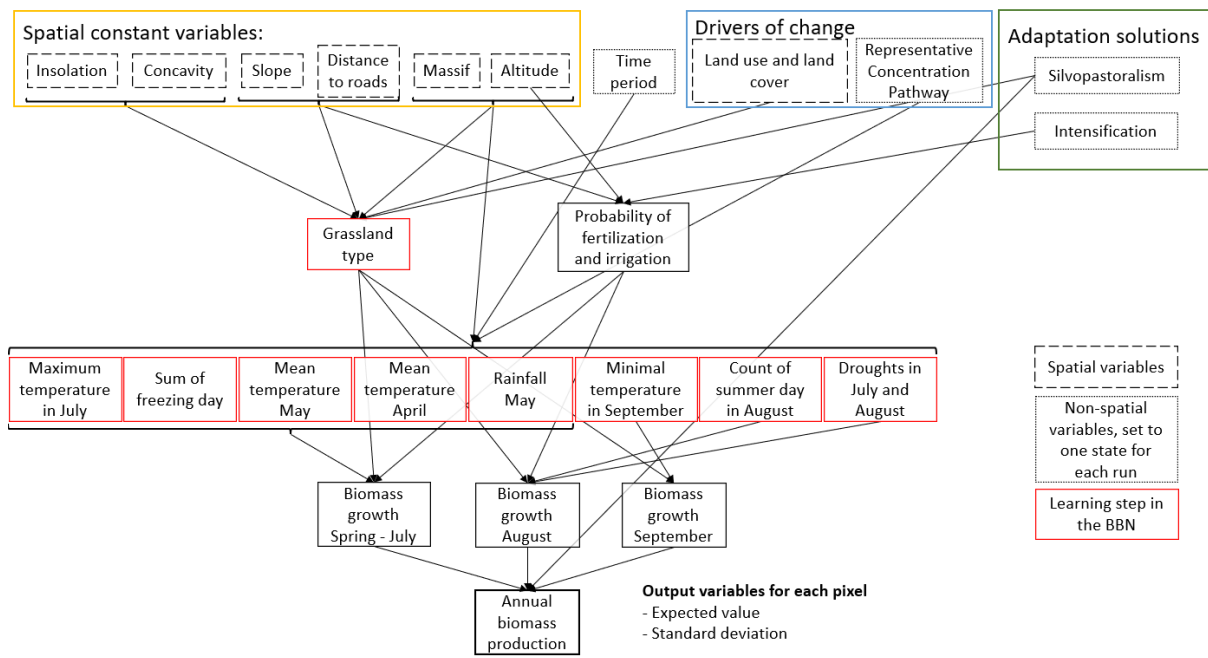 Spatial constant variables:
Insolation
Concavity
Slope
Distance
to roads
Massif
Altitude
Time
period
Drivers of change
Land use and land
cover
Representative
Concentration
Pathway
Adaptation solutions
Silvopastoralism
Intensification
Grassland
type
Probability of
fertilization
and irrigation
Maximum
temperature
in July
Sum of
freezing day
Mean
temperature
May
Mean
temperature
April
Rainfall
May
Minimal
temperature
in September
Count of
summer day
in August
Droughts in
July and
August
Spatial variables
Non-spatial
variables, set to
one state for
each run
Learning step in
the BBN
Biomass
growth
Spring - July
Biomass
growth
August
Biomass
growth
September
Annual
biomass
production
Output variables for each pixel
- Expected value
- Standard deviation